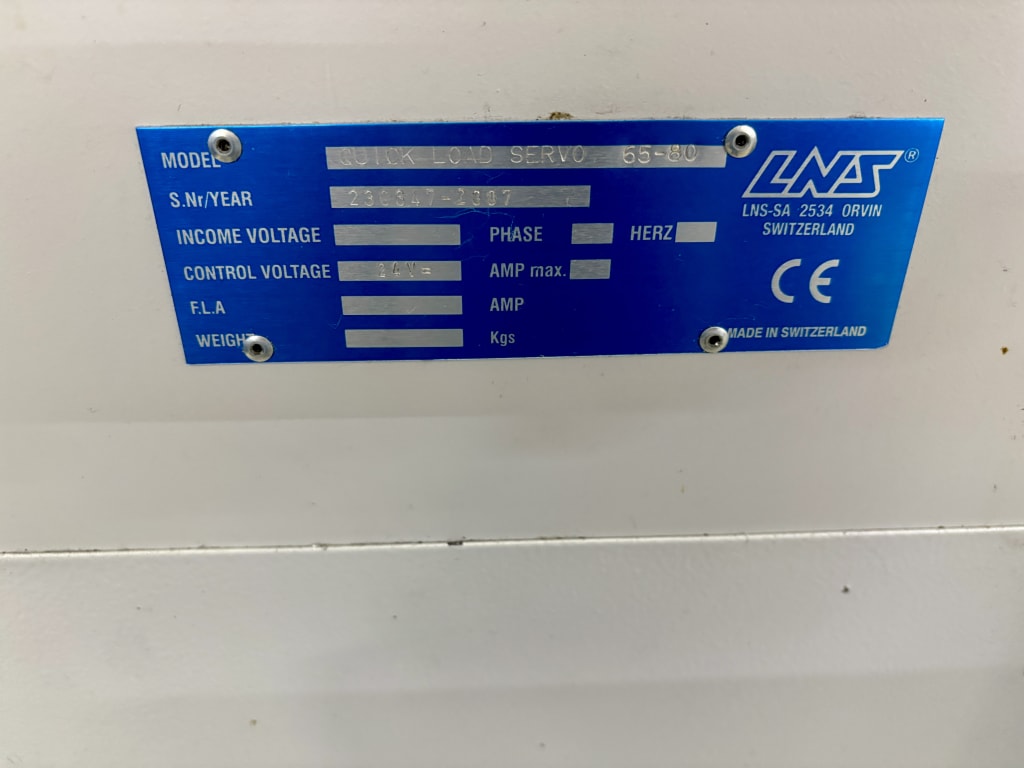 MODEL QUICK LOAD SERVO 65-80
S.Nr/YEAR
INCOME VOLTAGE PHASE HERZ
CONTROL VOLTAGE 24V= AMP max.
F.L.A AMP
WEIGHT Kgs
LNS ®
LNS-SA 2534 ORVIN
SWITZERLAND
CE
MADE IN SWITZERLAND